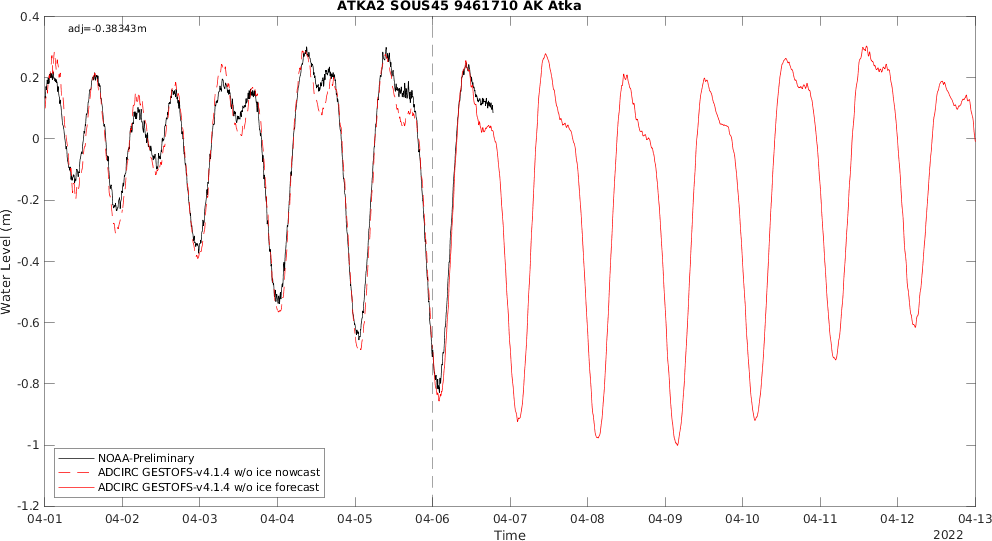 ATKA2 SOUS45 9461710 AK Atka
adj=-0.38343m
Water Level (m)
0.4
0.2
0
-0.2
-0.4
-0.6
-0.8
-1
-1.2
NOAA-Preliminary
ADCIRC GESTOFS-v4.1.4 w/o ice nowcast
ADCIRC GESTOFS-v4.1.4 w/o ice forecast
04-01 04-02 04-03 04-04 04-05 04-06 04-07 04-08 04-09 04-10 04-11 04-12 04-13
Time
2022